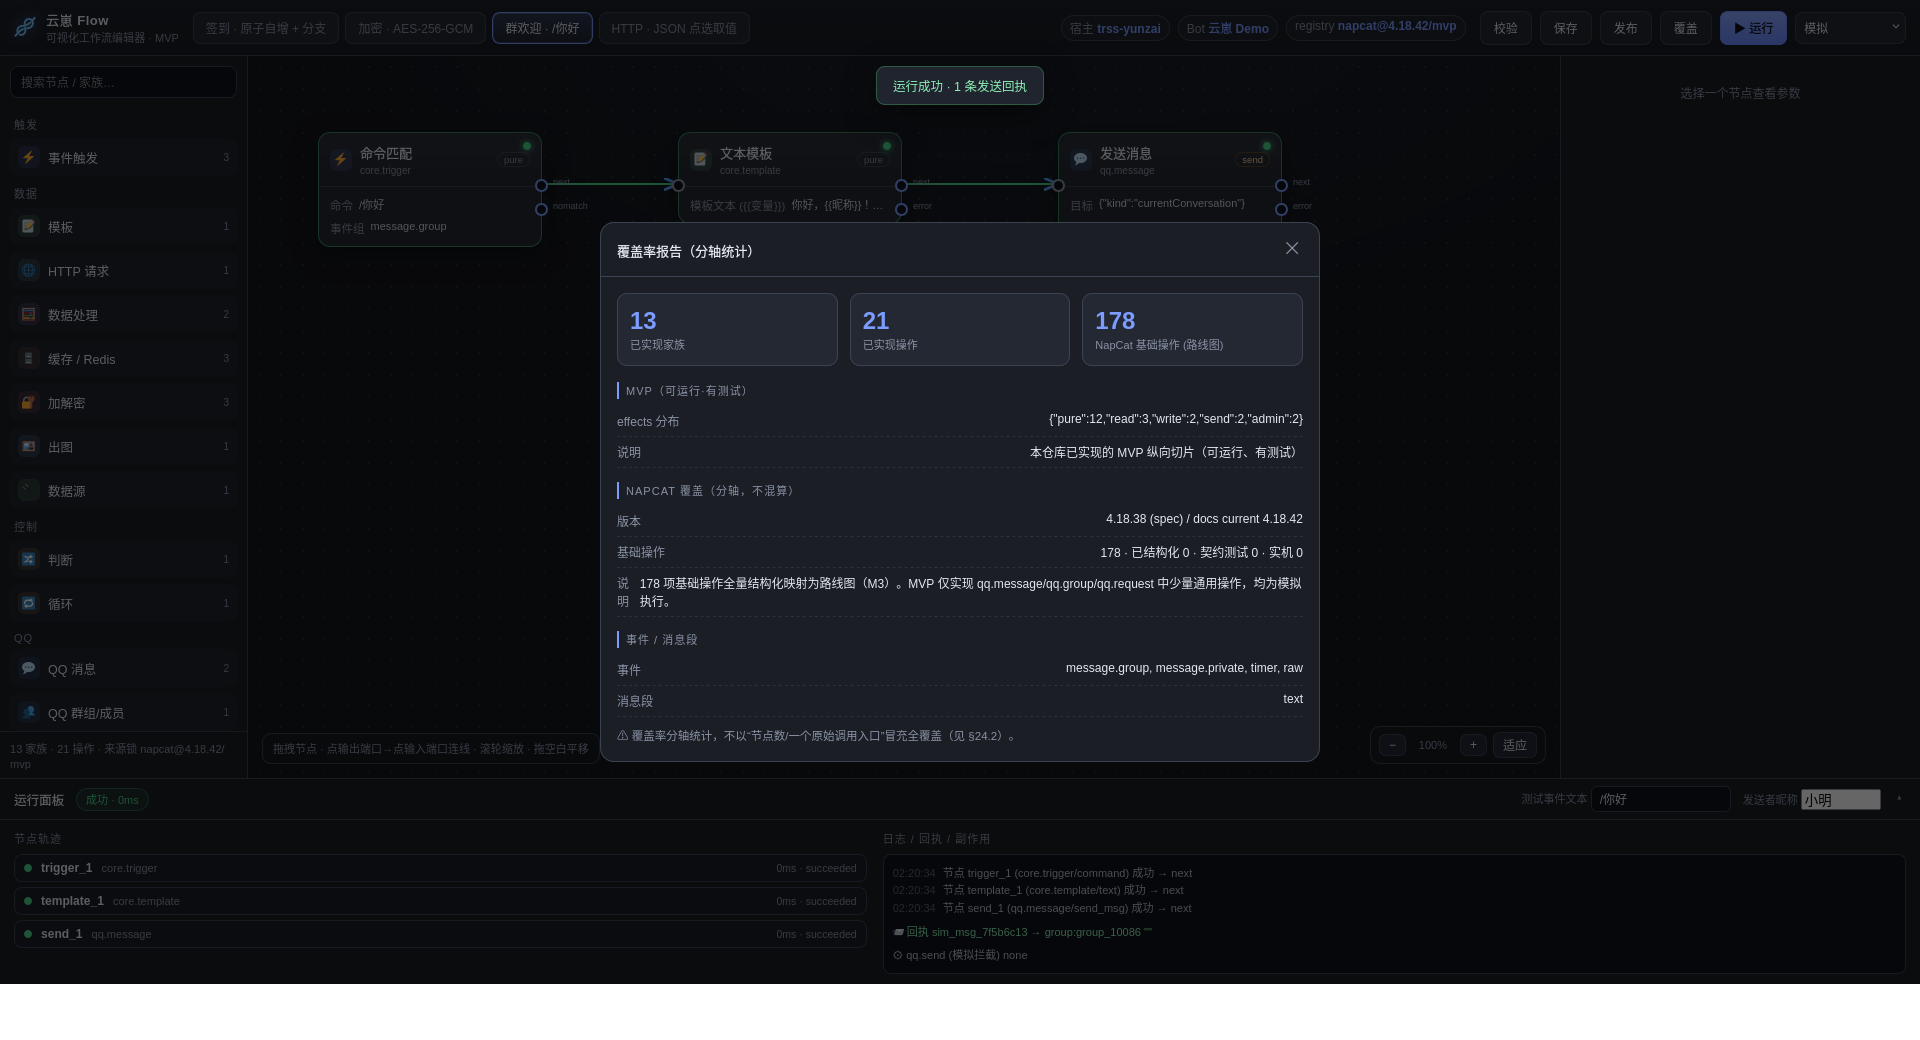 云崽 Flow
可视化工作流编辑器 · MVP
签到 · 原子自增 + 分支
加密 · AES-256-GCM
群欢迎 · /你好
HTTP · JSON 点选取值
宿主 trss-yunzai
Bot 云崽 Demo
registry napcat@4.18.42/mvp
校验
保存
发布
覆盖
▶ 运行
模拟
搜索节点 / 家族…
触发
事件触发 3
数据
模板 1
HTTP 请求 1
数据处理 2
缓存 / Redis 3
加解密 3
出图 1
数据源 1
控制
判断 1
循环 1
QQ
QQ 消息 2
QQ 群组/成员 1
13 家族 · 21 操作 · 来源锁 napcat@4.18.42/
mvp
运行成功 · 1 条发送回执
命令匹配
core.trigger
pure
命令 /你好
事件组 message.group
next
nomatch
文本模板
core.template
pure
模板文本 ({{变量}}) 你好，{{昵称}}！…
next
error
发送消息
qq.message
send
目标 {"kind":"currentConversation"}
next
error
选择一个节点查看参数
覆盖率报告（分轴统计）
13
已实现家族
21
已实现操作
178
NapCat 基础操作 (路线图)
MVP（可运行·有测试）
effects 分布 {"pure":12,"read":3,"write":2,"send":2,"admin":2}
说明 本仓库已实现的 MVP 纵向切片（可运行、有测试）
NAPCAT 覆盖（分轴，不混算）
版本 4.18.38 (spec) / docs current 4.18.42
基础操作 178 · 已结构化 0 · 契约测试 0 · 实机 0
说明 178 项基础操作全量结构化映射为路线图（M3）。MVP 仅实现 qq.message/qq.group/qq.request 中少量通用操作，均为模拟
执行。
事件 / 消息段
事件 message.group, message.private, timer, raw
消息段 text
⚠ 覆盖率分轴统计，不以“节点数/一个原始调用入口”冒充全覆盖（见 §24.2）。
拖拽节点 · 点输出端口→点输入端口连线 · 滚轮缩放 · 拖空白平移
−
100%
+
适应
运行面板
成功 · 0ms
测试事件文本 /你好
发送者昵称 小明
节点轨迹
trigger_1 core.trigger 0ms · succeeded
template_1 core.template 0ms · succeeded
send_1 qq.message 0ms · succeeded
日志 / 回执 / 副作用
02:20:34 节点 trigger_1 (core.trigger/command) 成功 → next
02:20:34 节点 template_1 (core.template/text) 成功 → next
02:20:34 节点 send_1 (qq.message/send_msg) 成功 → next
回执 sim_msg_7f5b6c13 → group:group_10086 ""
qq.send (模拟拦截) none